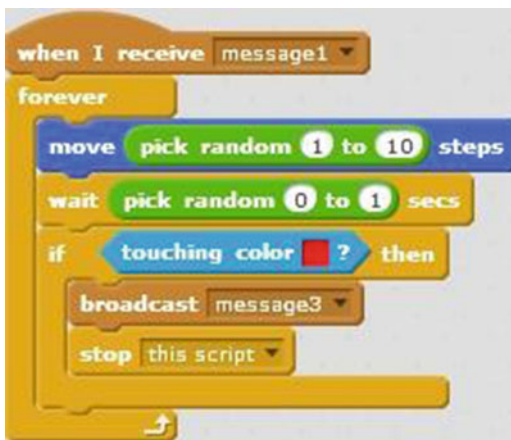 when I receive message1
forever
move pick random 1 to 10 steps
wait pick random 0 to 1 secs
if touching color ? then
broadcast message3
stop this script